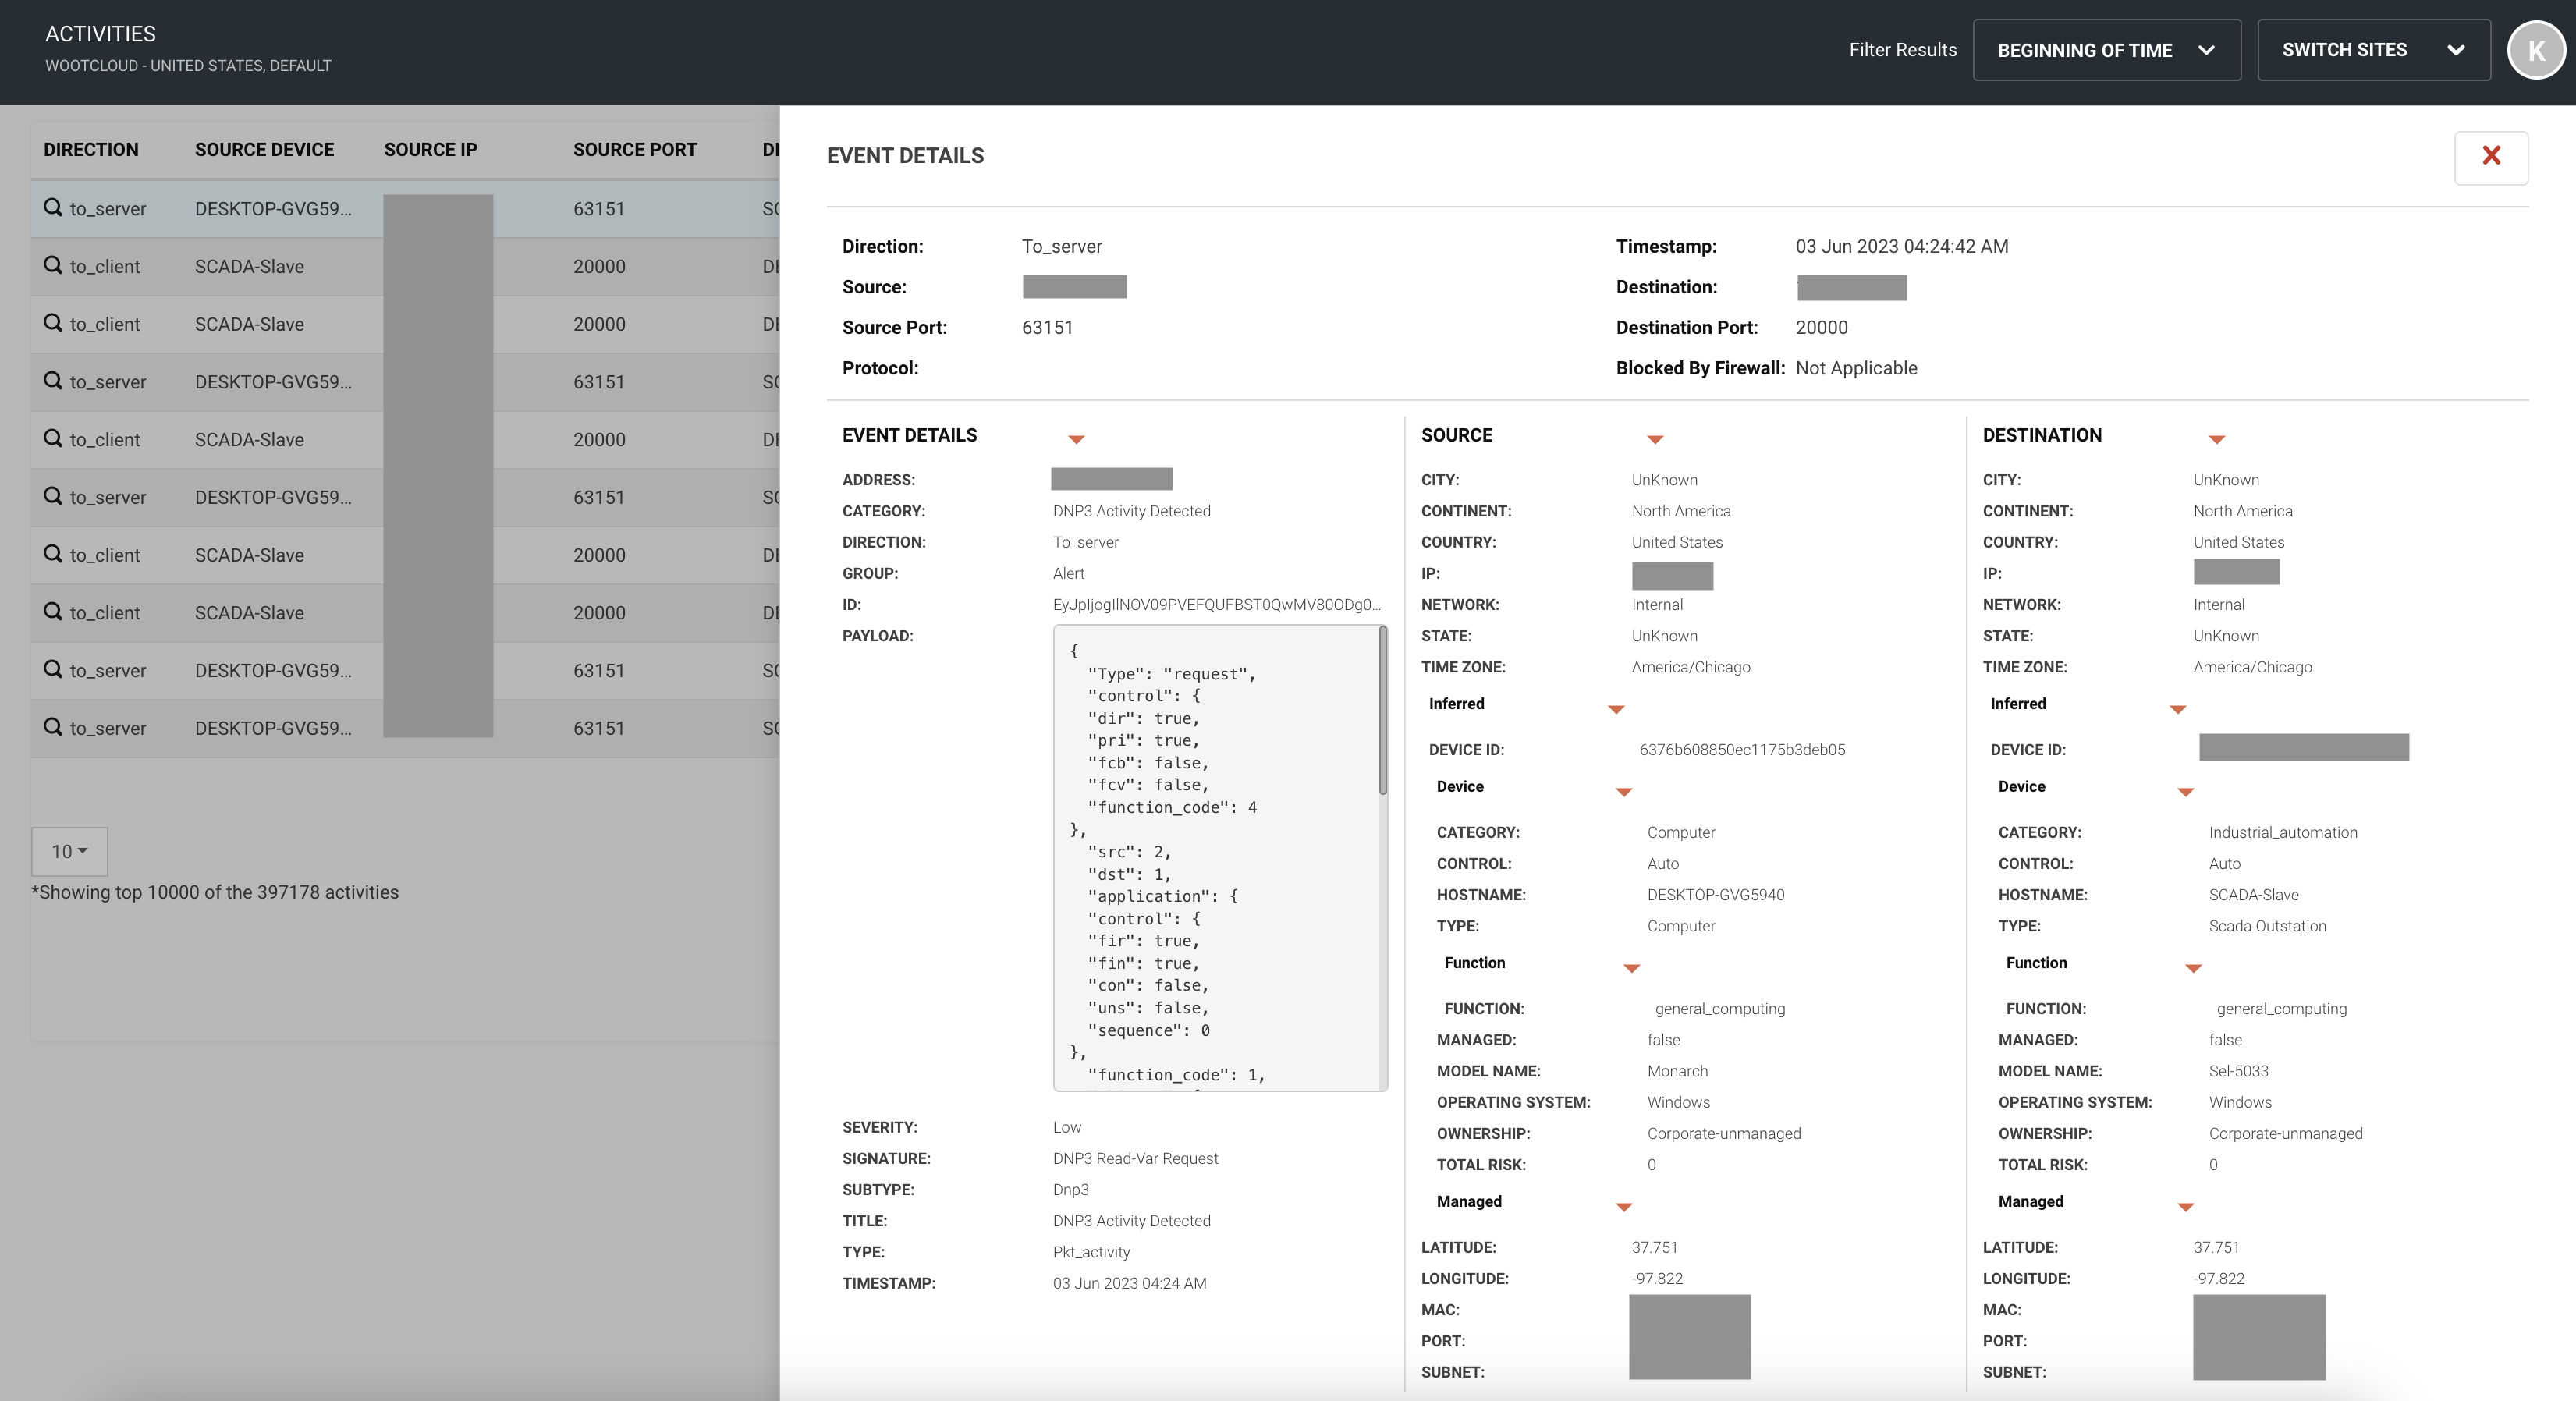 ACTIVITIES
WOOTCLOUD - UNITED STATES, DEFAULT
Filter Results
BEGINNING OF TIME
SWITCH SITES
K
DIRECTION SOURCE DEVICE SOURCE IP SOURCE PORT DI
to_server DESKTOP-GVG59... 63151 SC
to_client SCADA-Slave 20000 DE
to_client SCADA-Slave 20000 DE
to_server DESKTOP-GVG59... 63151 SC
to_client SCADA-Slave 20000 DE
to_server DESKTOP-GVG59... 63151 SC
to_client SCADA-Slave 20000 DE
to_client SCADA-Slave 20000 DE
to_server DESKTOP-GVG59... 63151 SC
to_server DESKTOP-GVG59... 63151 SC
10
*Showing top 10000 of the 397178 activities
EVENT DETAILS
Direction: To_server
Timestamp: 03 Jun 2023 04:24:42 AM
Source:
Destination:
Source Port: 63151
Destination Port: 20000
Protocol:
Blocked By Firewall: Not Applicable
EVENT DETAILS
ADDRESS:
CATEGORY: DNP3 Activity Detected
DIRECTION: To_server
GROUP: Alert
ID: EyJpIjogIlNOV09PVEFQUFBST0QwMV80ODg0...
PAYLOAD:
{
"Type": "request",
"control": {
"dir": true,
"pri": true,
"fcb": false,
"fcv": false,
"function_code": 4
},
"src": 2,
"dst": 1,
"application": {
"control": {
"fir": true,
"fin": true,
"con": false,
"uns": false,
"sequence": 0
},
"function_code": 1,
SEVERITY: Low
SIGNATURE: DNP3 Read-Var Request
SUBTYPE: Dnp3
TITLE: DNP3 Activity Detected
TYPE: Pkt_activity
TIMESTAMP: 03 Jun 2023 04:24 AM
SOURCE
CITY: UnKnown
CONTINENT: North America
COUNTRY: United States
IP:
NETWORK: Internal
STATE: UnKnown
TIME ZONE: America/Chicago
Inferred
DEVICE ID: 6376b608850ec1175b3deb05
Device
CATEGORY: Computer
CONTROL: Auto
HOSTNAME: DESKTOP-GVG5940
TYPE: Computer
Function
FUNCTION: general_computing
MANAGED: false
MODEL NAME: Monarch
OPERATING SYSTEM: Windows
OWNERSHIP: Corporate-unmanaged
TOTAL RISK: 0
Managed
LATITUDE: 37.751
LONGITUDE: -97.822
MAC:
PORT:
SUBNET:
DESTINATION
CITY: UnKnown
CONTINENT: North America
COUNTRY: United States
IP:
NETWORK: Internal
STATE: UnKnown
TIME ZONE: America/Chicago
Inferred
DEVICE ID:
Device
CATEGORY: Industrial_automation
CONTROL: Auto
HOSTNAME: SCADA-Slave
TYPE: Scada Outstation
Function
FUNCTION: general_computing
MANAGED: false
MODEL NAME: Sel-5033
OPERATING SYSTEM: Windows
OWNERSHIP: Corporate-unmanaged
TOTAL RISK: 0
Managed
LATITUDE: 37.751
LONGITUDE: -97.822
MAC:
PORT:
SUBNET: